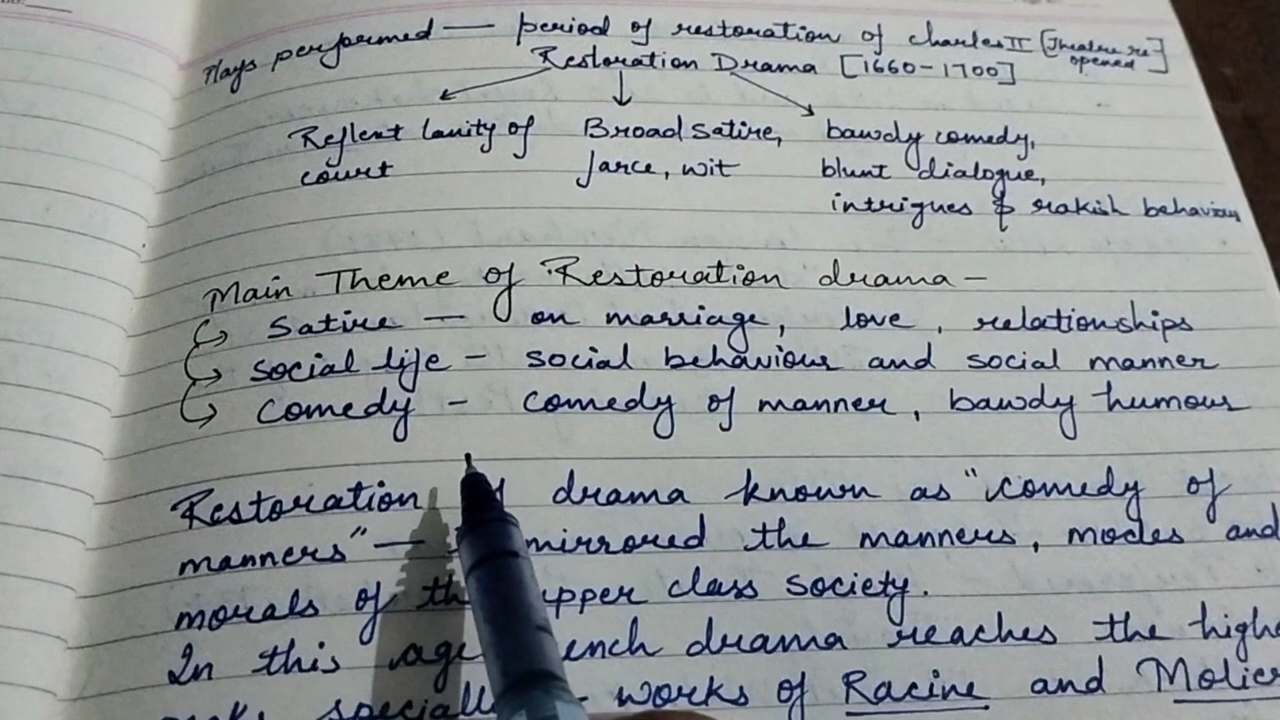 Plays performed — period of restoration of charles II [Theatre re opened]
Restoration Drama [1660-1700]
Reflect lavity of court
Broad satire, farce, wit
bawdy comedy, blunt dialogue, intrigues & rakish behaviour
Main Theme of Restoration drama -
Satire — on marriage, love, relationships
social life - social behaviour and social manner
comedy - comedy of manner, bawdy humour
Restoration drama known as "comedy of
manners" — mirrored the manners, modes and
morals of the upper class society.
In this age drama reaches the
works of Racine and